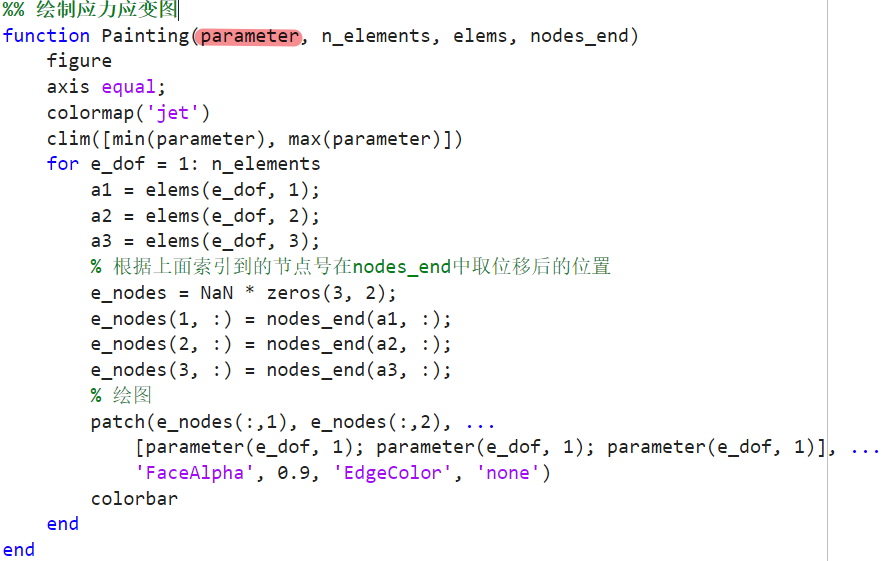 %% 绘制应力应变图
function Painting(parameter, n_elements, elems, nodes_end)
    figure
    axis equal;
    colormap('jet')
    clim([min(parameter), max(parameter)])
    for e_dof = 1: n_elements
        a1 = elems(e_dof, 1);
        a2 = elems(e_dof, 2);
        a3 = elems(e_dof, 3);
        % 根据上面索引到的节点号在nodes_end中取位移后的位置
        e_nodes = NaN * zeros(3, 2);
        e_nodes(1, :) = nodes_end(a1, :);
        e_nodes(2, :) = nodes_end(a2, :);
        e_nodes(3, :) = nodes_end(a3, :);
        % 绘图
        patch(e_nodes(:,1), e_nodes(:,2), ...
            [parameter(e_dof, 1); parameter(e_dof, 1); parameter(e_dof, 1)], ...
            'FaceAlpha', 0.9, 'EdgeColor', 'none')
        colorbar
    end
end